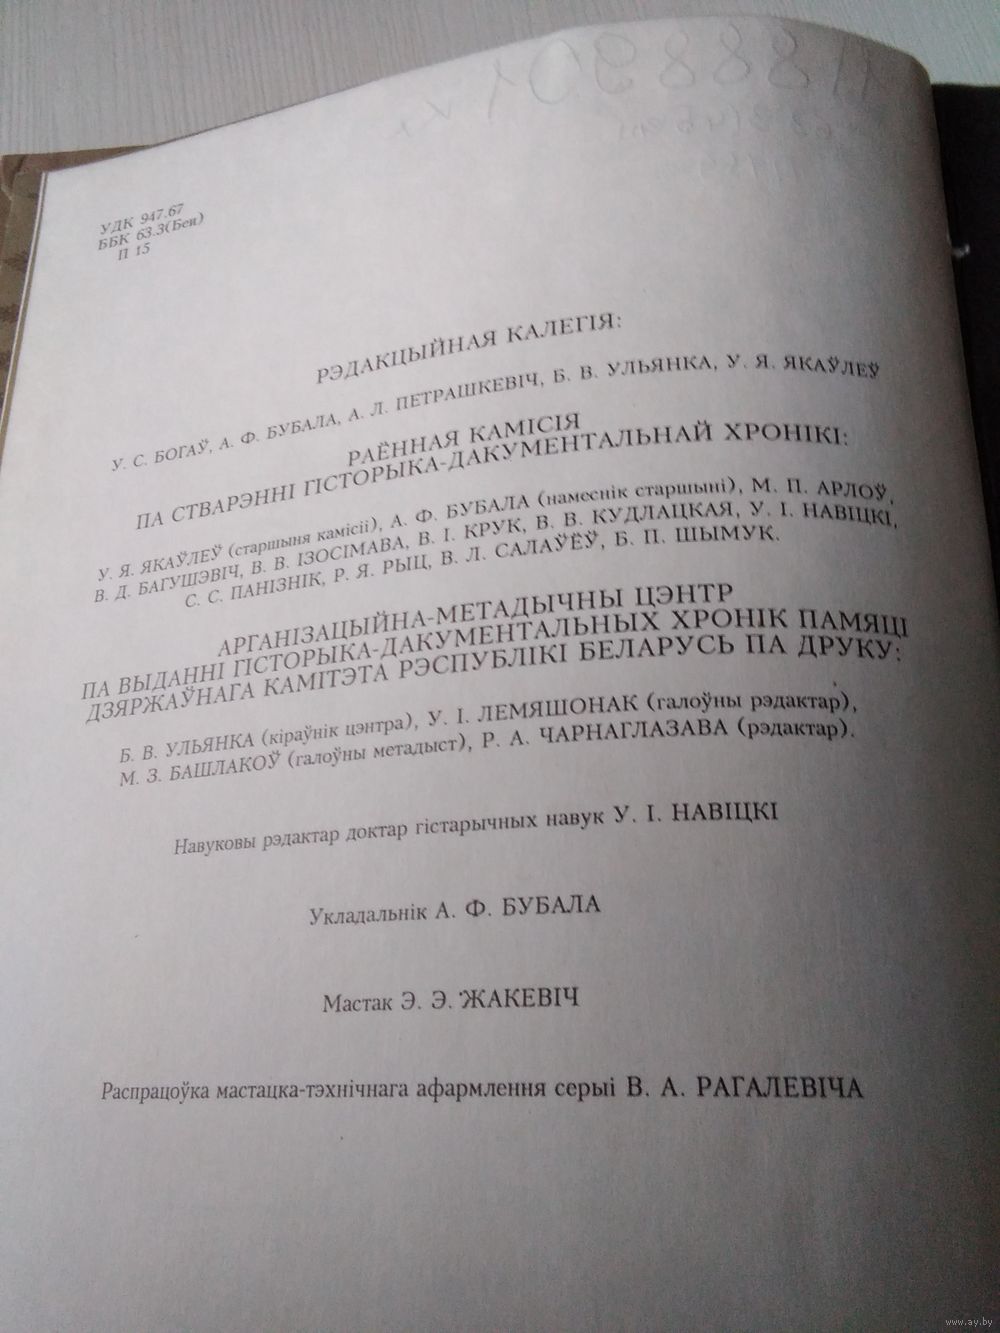 УДК 947.67
ББК 63.3(Беи)
П 15
РЭДАКЦЫЙНАЯ КАЛЕГІЯ:
У. С. БОГАЎ, А. Ф. БУБАЛА, А. Л. ПЕТРАШКЕВІЧ, Б. В. УЛЬЯНКА, У. Я. ЯКАЎЛЕЎ
РАЁННАЯ КАМІСІЯ
ПА СТВАРЭННІ ГІСТОРЫКА-ДАКУМЕНТАЛЬНАЙ ХРОНІКІ:
У. Я. ЯКАЎЛЕЎ (старшыня камісіі), А. Ф. БУБАЛА (намеснік старшыні), М. П. АРЛОЎ,
В. Д. БАГУШЭВІЧ, В. В. ІЗОСІМАВА, В. І. КРУК, В. В. КУДЛАЦКАЯ, У. І. НАВІЦКІ,
С. С. ПАНІЗНІК, Р. Я. РЫЦ, В. Л. САЛАЎЁЎ, Б. П. ШЫМУК.
АРГАНІЗАЦЫЙНА-МЕТАДЫЧНЫ ЦЭНТР
ПА ВЫДАННІ ГІСТОРЫКА-ДАКУМЕНТАЛЬНЫХ ХРОНІК ПАМЯЦІ
ДЗЯРЖАЎНАГА КАМІТЭТА РЭСПУБЛІКІ БЕЛАРУСЬ ПА ДРУКУ:
Б. В. УЛЬЯНКА (кіраўнік цэнтра), У. І. ЛЕМЯШОНАК (галоўны рэдактар),
М. З. БАШЛАКОЎ (галоўны метадыст), Р. А. ЧАРНАГЛАЗАВА (рэдактар).
Навуковы рэдактар доктар гістарычных навук У. І. НАВІЦКІ
Укладальнік А. Ф. БУБАЛА
Мастак Э. Э. ЖАКЕВІЧ
Распрацоўка мастацка-тэхнічнага афармлення серыі В. А. РАГАЛЕВІЧА
www.ay.by